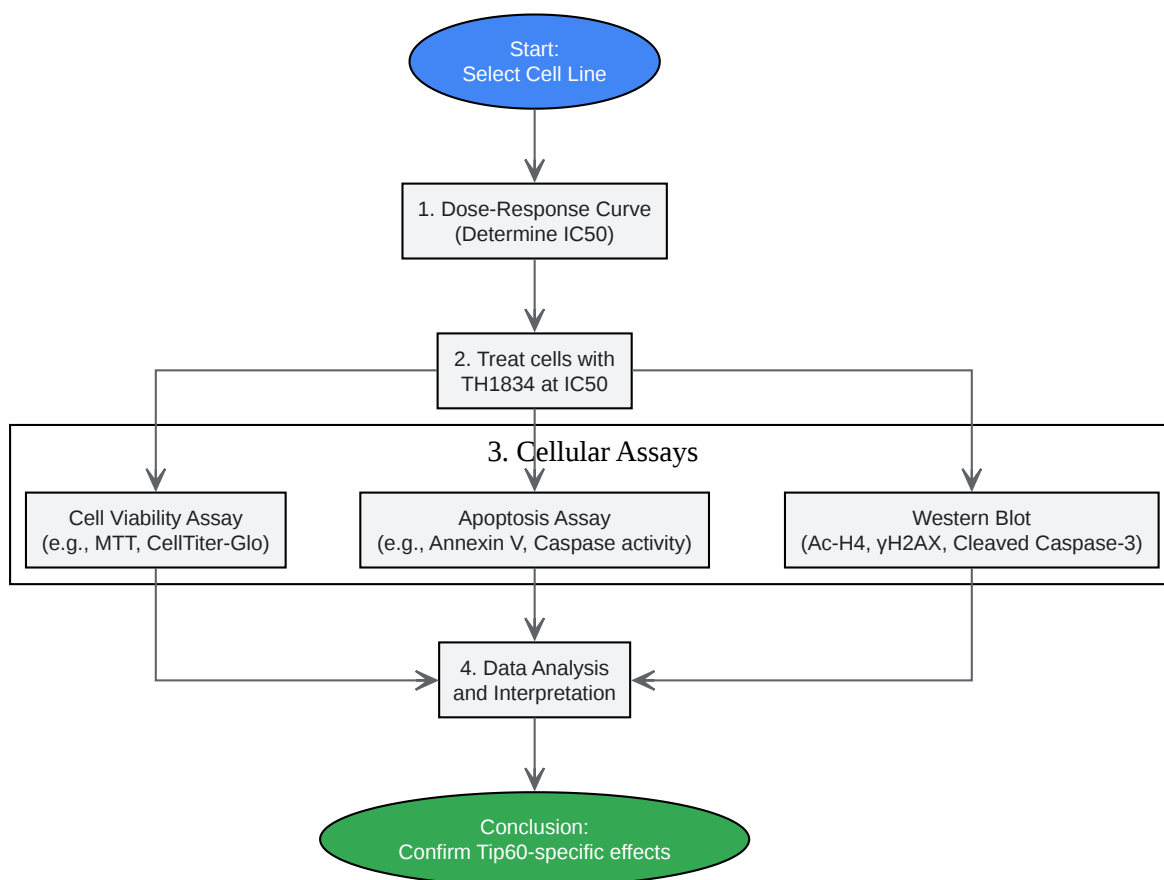 Start:
Select Cell Line
1. Dose-Response Curve
(Determine IC50)
2. Treat cells with
TH1834 at IC50
3. Cellular Assays
Cell Viability Assay
(e.g., MTT, CellTiter-Glo)
Apoptosis Assay
(e.g., Annexin V, Caspase activity)
Western Blot
(Ac-H4, γH2AX, Cleaved Caspase-3)
4. Data Analysis
and Interpretation
Conclusion:
Confirm Tip60-specific effects